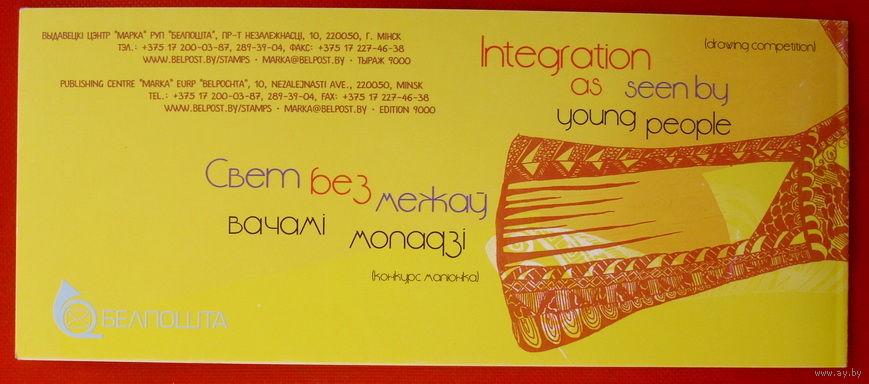 ВЫДАВЕЦКІ ЦЭНТР "МАРКА" РУП "БЕЛПОШТА", ПР-Т НЕЗАЛЕЖНАСЦІ, 10, 220050, Г. МІНСК
ТЭЛ.: +375 17 200-03-87, 289-39-04, ФАКС: +375 17 227-46-38
WWW.BELPOST.BY/STAMPS · MARKA@BELPOST.BY · ТЫРАЖ 9000
PUBLISHING CENTRE "MARKA" EURP "BELPOCHTA", 10, NEZALEJNASTI AVE., 220050, MINSK
TEL.: +375 17 200-03-87, 289-39-04, FAX: +375 17 227-46-38
WWW.BELPOST.BY/STAMPS · MARKA@BELPOST.BY · EDITION 9000
(drawing competition)
Integration
as seen by
young people
Свет без межаў
вачамі моладзі
(конкурс малюнка)
БЕЛПОШТА
www.ay.by